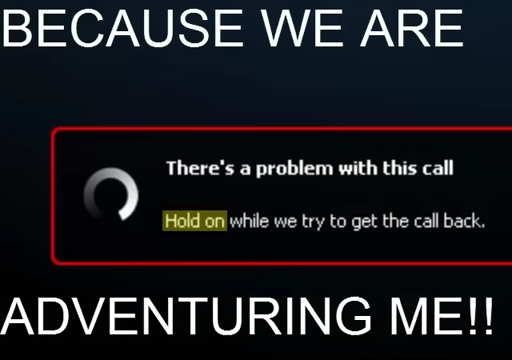 BECAUSE WE ARE
There's a problem with this call
Hold on while we try to get the call back.
ADVENTURING ME!!